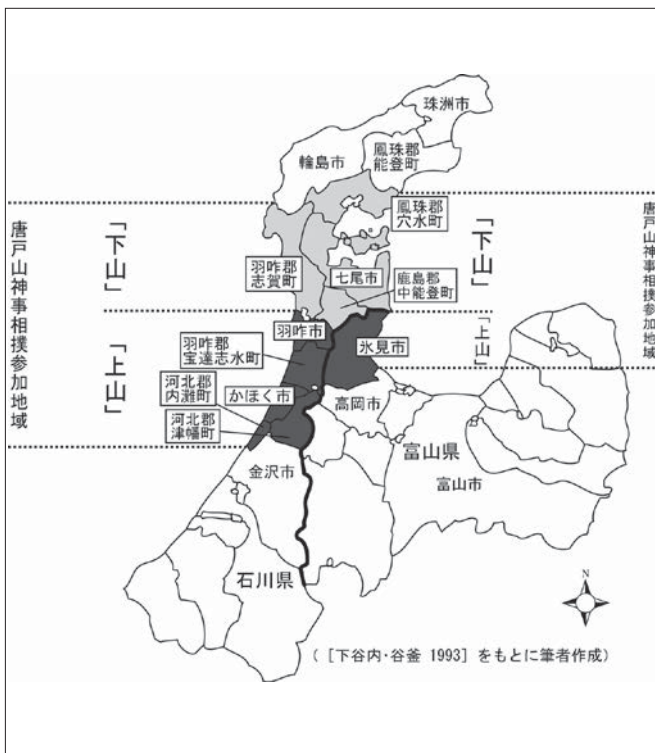 珠洲市
鳳珠郡
能登町
輪島市
鳳珠郡
穴水町
唐戸山神事相撲参加地域
「下山」
羽咋郡
志賀町
七尾市
鹿島郡
中能登町
「下山」
唐戸山神事相撲参加地域
羽咋市
氷見市
「上山」
「上山」
羽咋郡
宝達志水町
河北郡
内灘町
かほく市
高岡市
河北郡
津幡町
富山県
金沢市
富山市
石川県
N
（［下谷内・谷釜 1993］をもとに筆者作成）